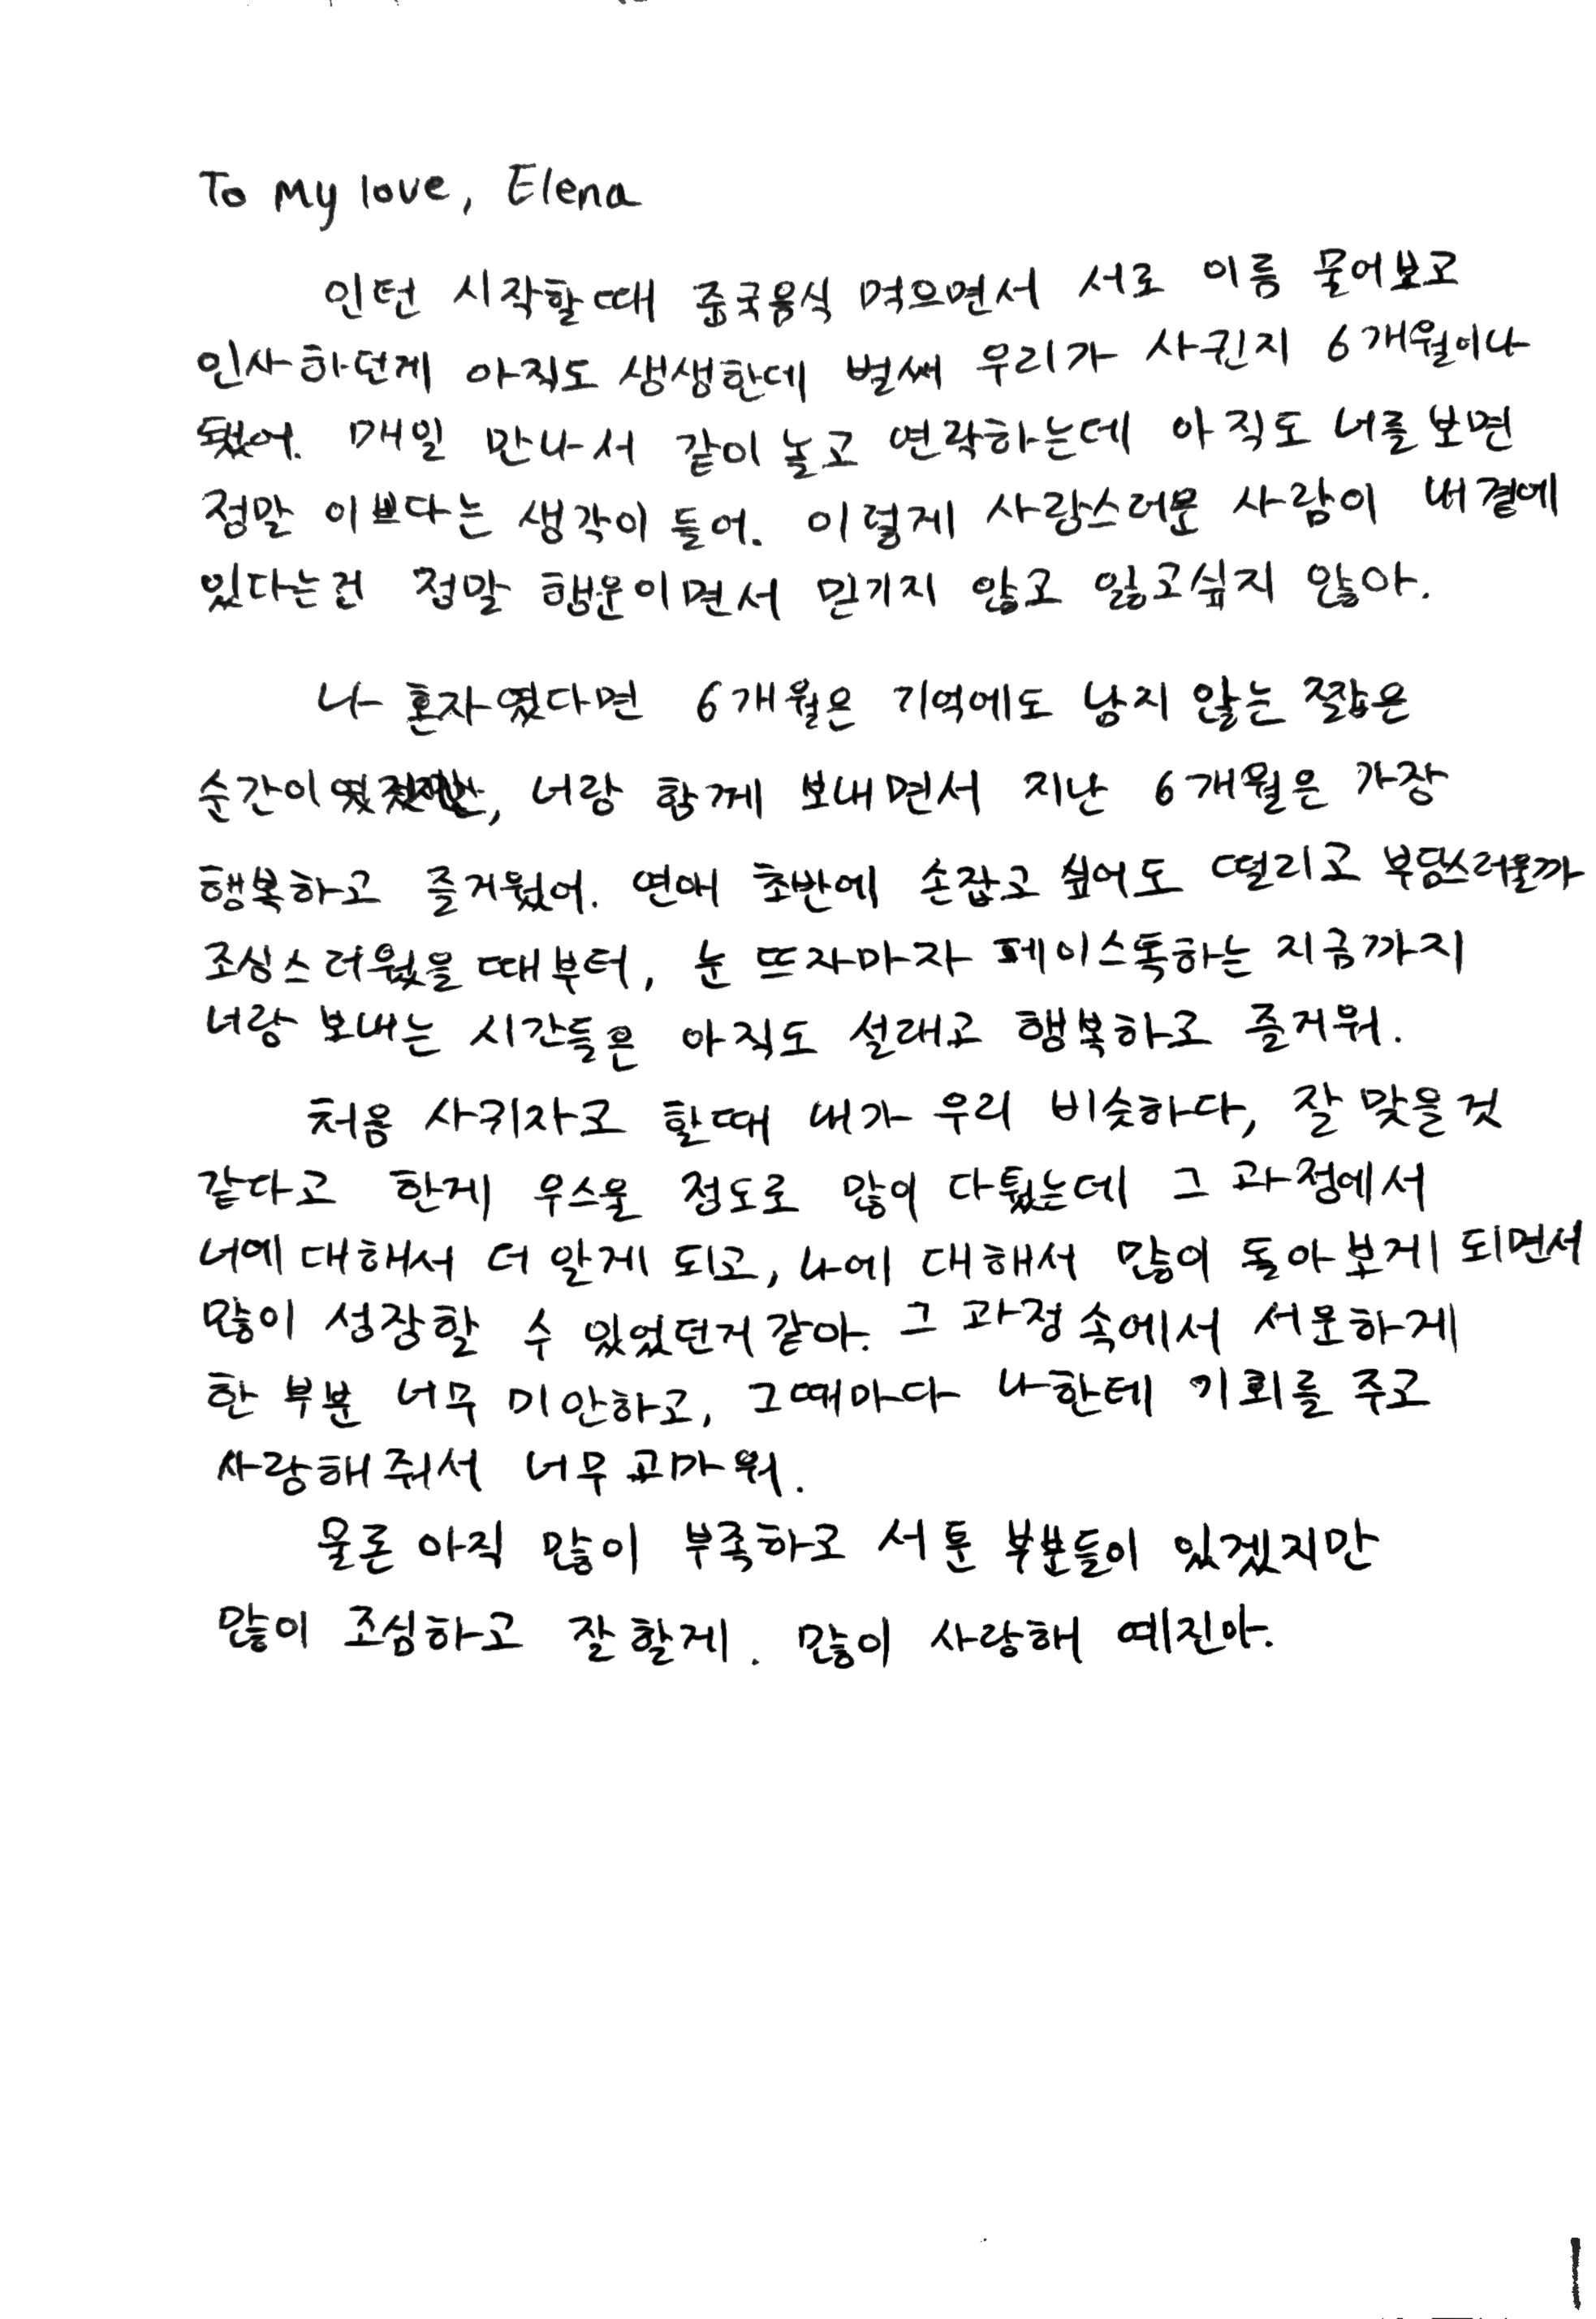 To My love, Elena
인턴 시작할때 중국음식 먹으면서 서로 이름 물어보고
인사하던게 아직도 생생한데 벌써 우리가 사귄지 6개월이나
됐어. 매일 만나서 같이 놀고 연락하는데 아직도 너를 보면
정말 이쁘다는 생각이 들어. 이렇게 사랑스러운 사람이 내 곁에
있다는건 정말 행운이면서 믿기지 않고 잃고싶지 않아.
나 혼자였다면 6개월은 기억에도 남지 않는 짧은
순간이였겠지만, 너랑 함께 보내면서 지난 6개월은 가장
행복하고 즐거웠어. 연애 초반에 손잡고 싶어도 떨리고 부담스러울까
조심스러웠을 때부터, 눈 뜨자마자 페이스톡하는 지금까지
너랑 보내는 시간들은 아직도 설래고 행복하고 즐거워.
처음 사귀자고 할때 내가 우리 비슷하다, 잘 맞을것
같다고 한게 우스울 정도로 많이 다퉜는데 그 과정에서
너에 대해서 더 알게 되고, 나에 대해서 많이 돌아보게 되면서
많이 성장할 수 있었던거 같아. 그 과정 속에서 서운하게
한 부분 너무 미안하고, 그때마다 나한테 기회를 주고
사랑해줘서 너무 고마워.
물론 아직 많이 부족하고 서툰 부분들이 있겠지만
많이 조심하고 잘할게. 많이 사랑해 예진아.